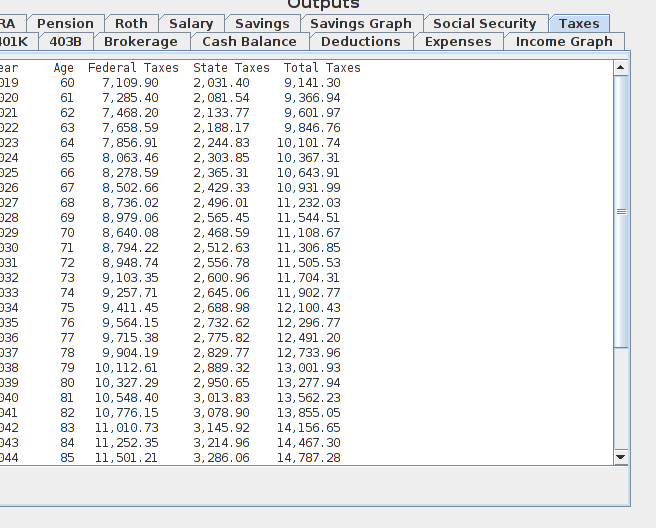 Outputs
RA Pension Roth Salary Savings Savings Graph Social Security Taxes
401K 403B Brokerage Cash Balance Deductions Expenses Income Graph
ear Age Federal Taxes State Taxes Total Taxes
019 60 7,109.90 2,031.40 9,141.30
020 61 7,285.40 2,081.54 9,366.94
021 62 7,468.20 2,133.77 9,601.97
022 63 7,658.59 2,188.17 9,846.76
023 64 7,856.91 2,244.83 10,101.74
024 65 8,063.46 2,303.85 10,367.31
025 66 8,278.59 2,365.31 10,643.91
026 67 8,502.66 2,429.33 10,931.99
027 68 8,736.02 2,496.01 11,232.03
028 69 8,979.06 2,565.45 11,544.51
029 70 8,640.08 2,468.59 11,108.67
030 71 8,794.22 2,512.63 11,306.85
031 72 8,948.74 2,556.78 11,505.53
032 73 9,103.35 2,600.96 11,704.31
033 74 9,257.71 2,645.06 11,902.77
034 75 9,411.45 2,688.98 12,100.43
035 76 9,564.15 2,732.62 12,296.77
036 77 9,715.38 2,775.82 12,491.20
037 78 9,904.19 2,829.77 12,733.96
038 79 10,112.61 2,889.32 13,001.93
039 80 10,327.29 2,950.65 13,277.94
040 81 10,548.40 3,013.83 13,562.23
041 82 10,776.15 3,078.90 13,855.05
042 83 11,010.73 3,145.92 14,156.65
043 84 11,252.35 3,214.96 14,467.30
044 85 11,501.21 3,286.06 14,787.28